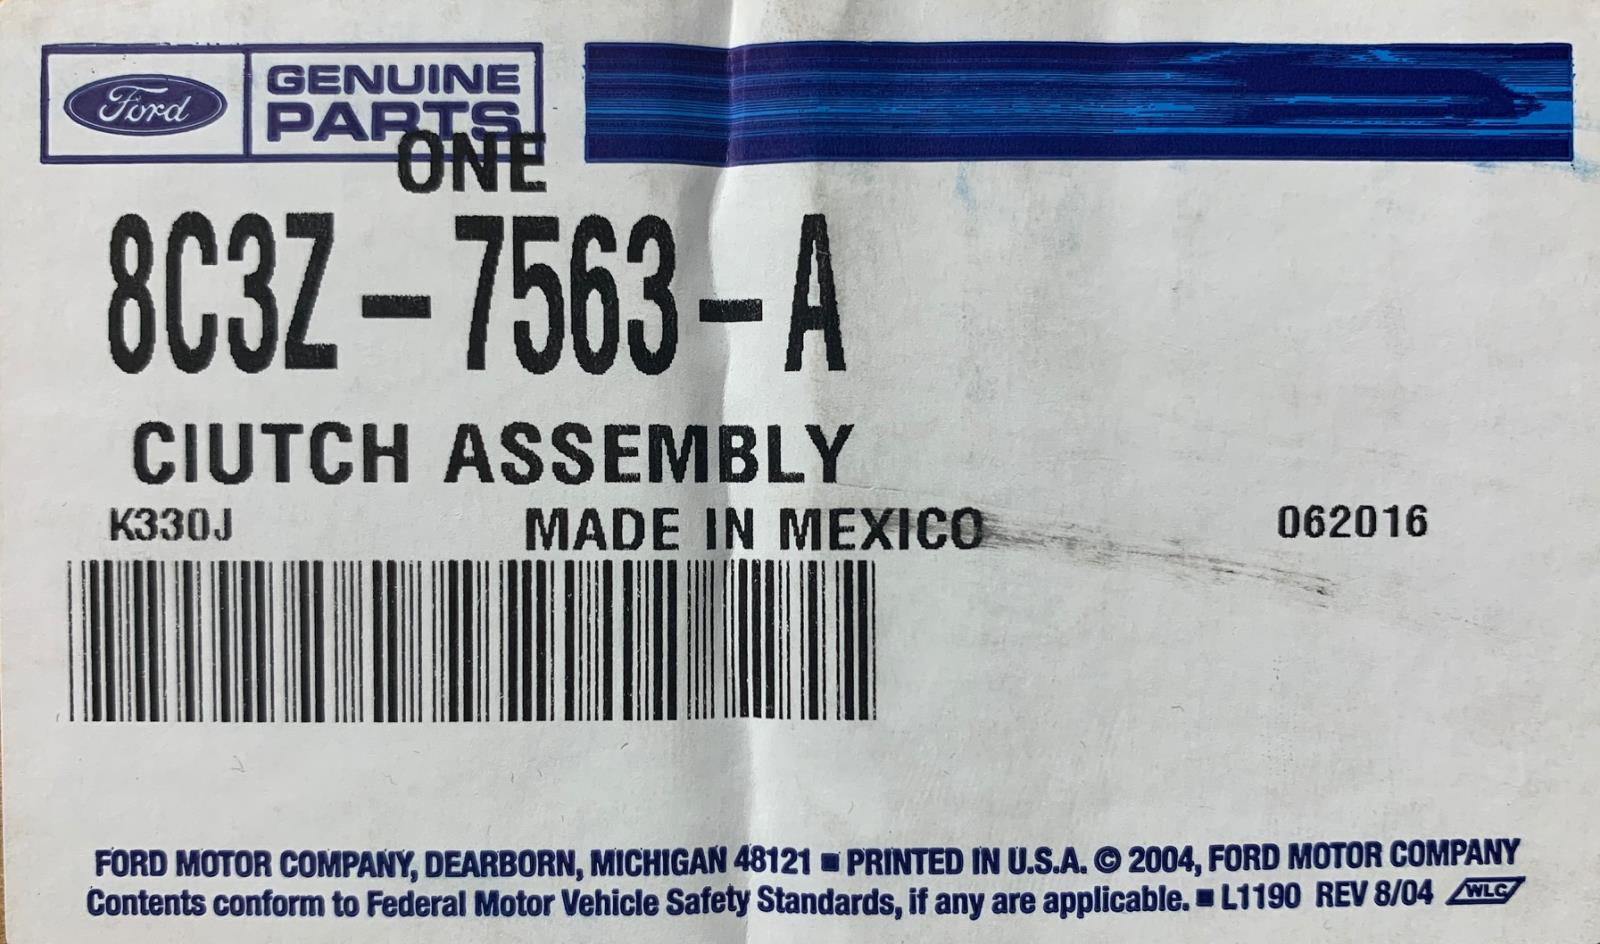 Ford
GENUINE
PARTS
ONE
8C3Z-7563-A
CIUTCH ASSEMBLY
K330J MADE IN MEXICO 062016
FORD MOTOR COMPANY, DEARBORN, MICHIGAN 48121 ■ PRINTED IN U.S.A. © 2004, FORD MOTOR COMPANY
Contents conform to Federal Motor Vehicle Safety Standards, if any are applicable. ■ L1190 REV 8/04 WLC